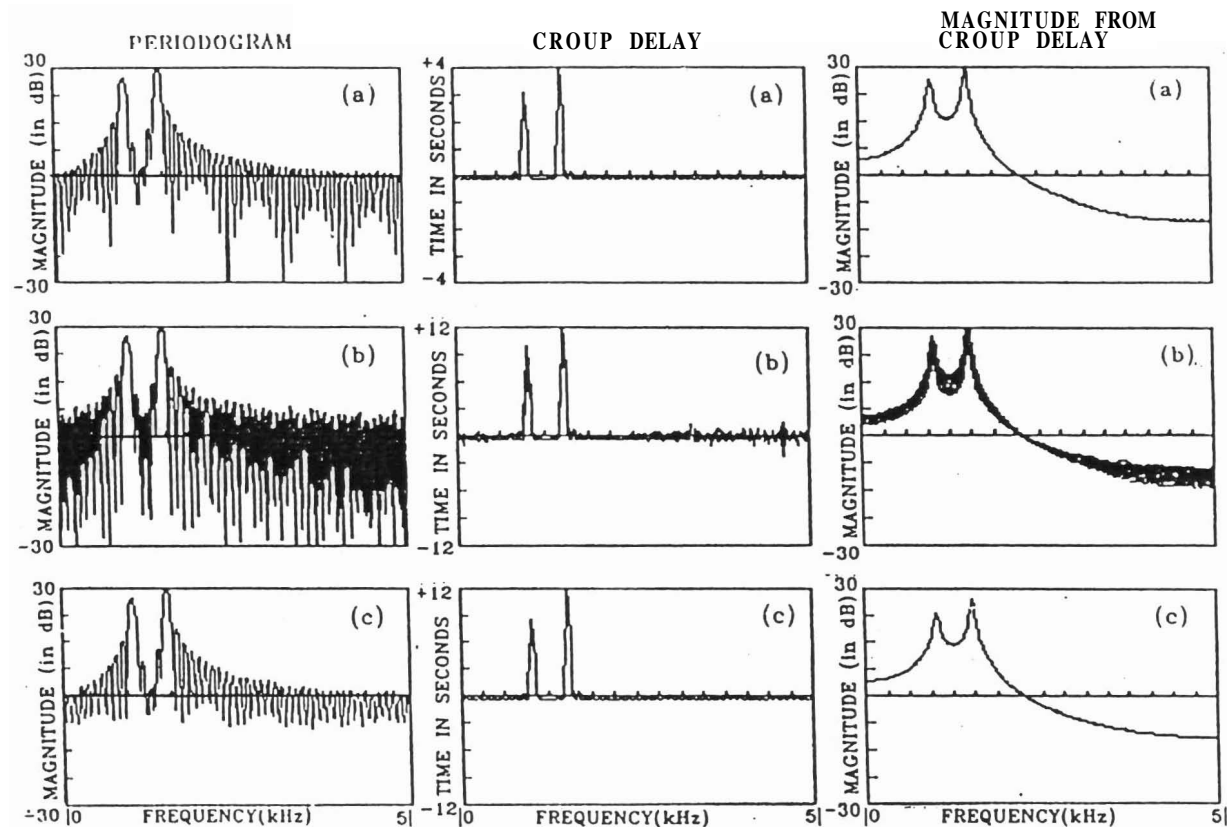 PERIODOGRAM
CROUP DELAY
MAGNITUDE FROM
CROUP DELAY
30
MAGNITUDE (in dB)
-30
(a)
+4
TIME IN SECONDS
-4
(a)
30
MAGNITUDE (in dB)
-30
(a)
30
MAGNITUDE (in dB)
-30
(b)
+12
TIME IN SECONDS
-12
(b)
30
MAGNITUDE (in dB)
-30
(b)
30
MAGNITUDE (in dB)
-30
(c)
+12
TIME IN SECONDS
-12
(c)
30
MAGNITUDE (in dB)
-30
(c)
0 FREQUENCY(kHz) 5
0 FREQUENCY(kHz) 5
0 FREQUENCY(kHz) 5